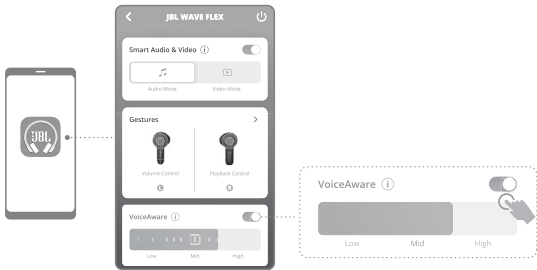 JBL
JBL WAVE FLEX
Smart Audio & Video i
Audio Mode Video Mode
Gestures
Volume Control Playback Control
L R
VoiceAware i
Low Mid High
VoiceAware i
Low Mid High